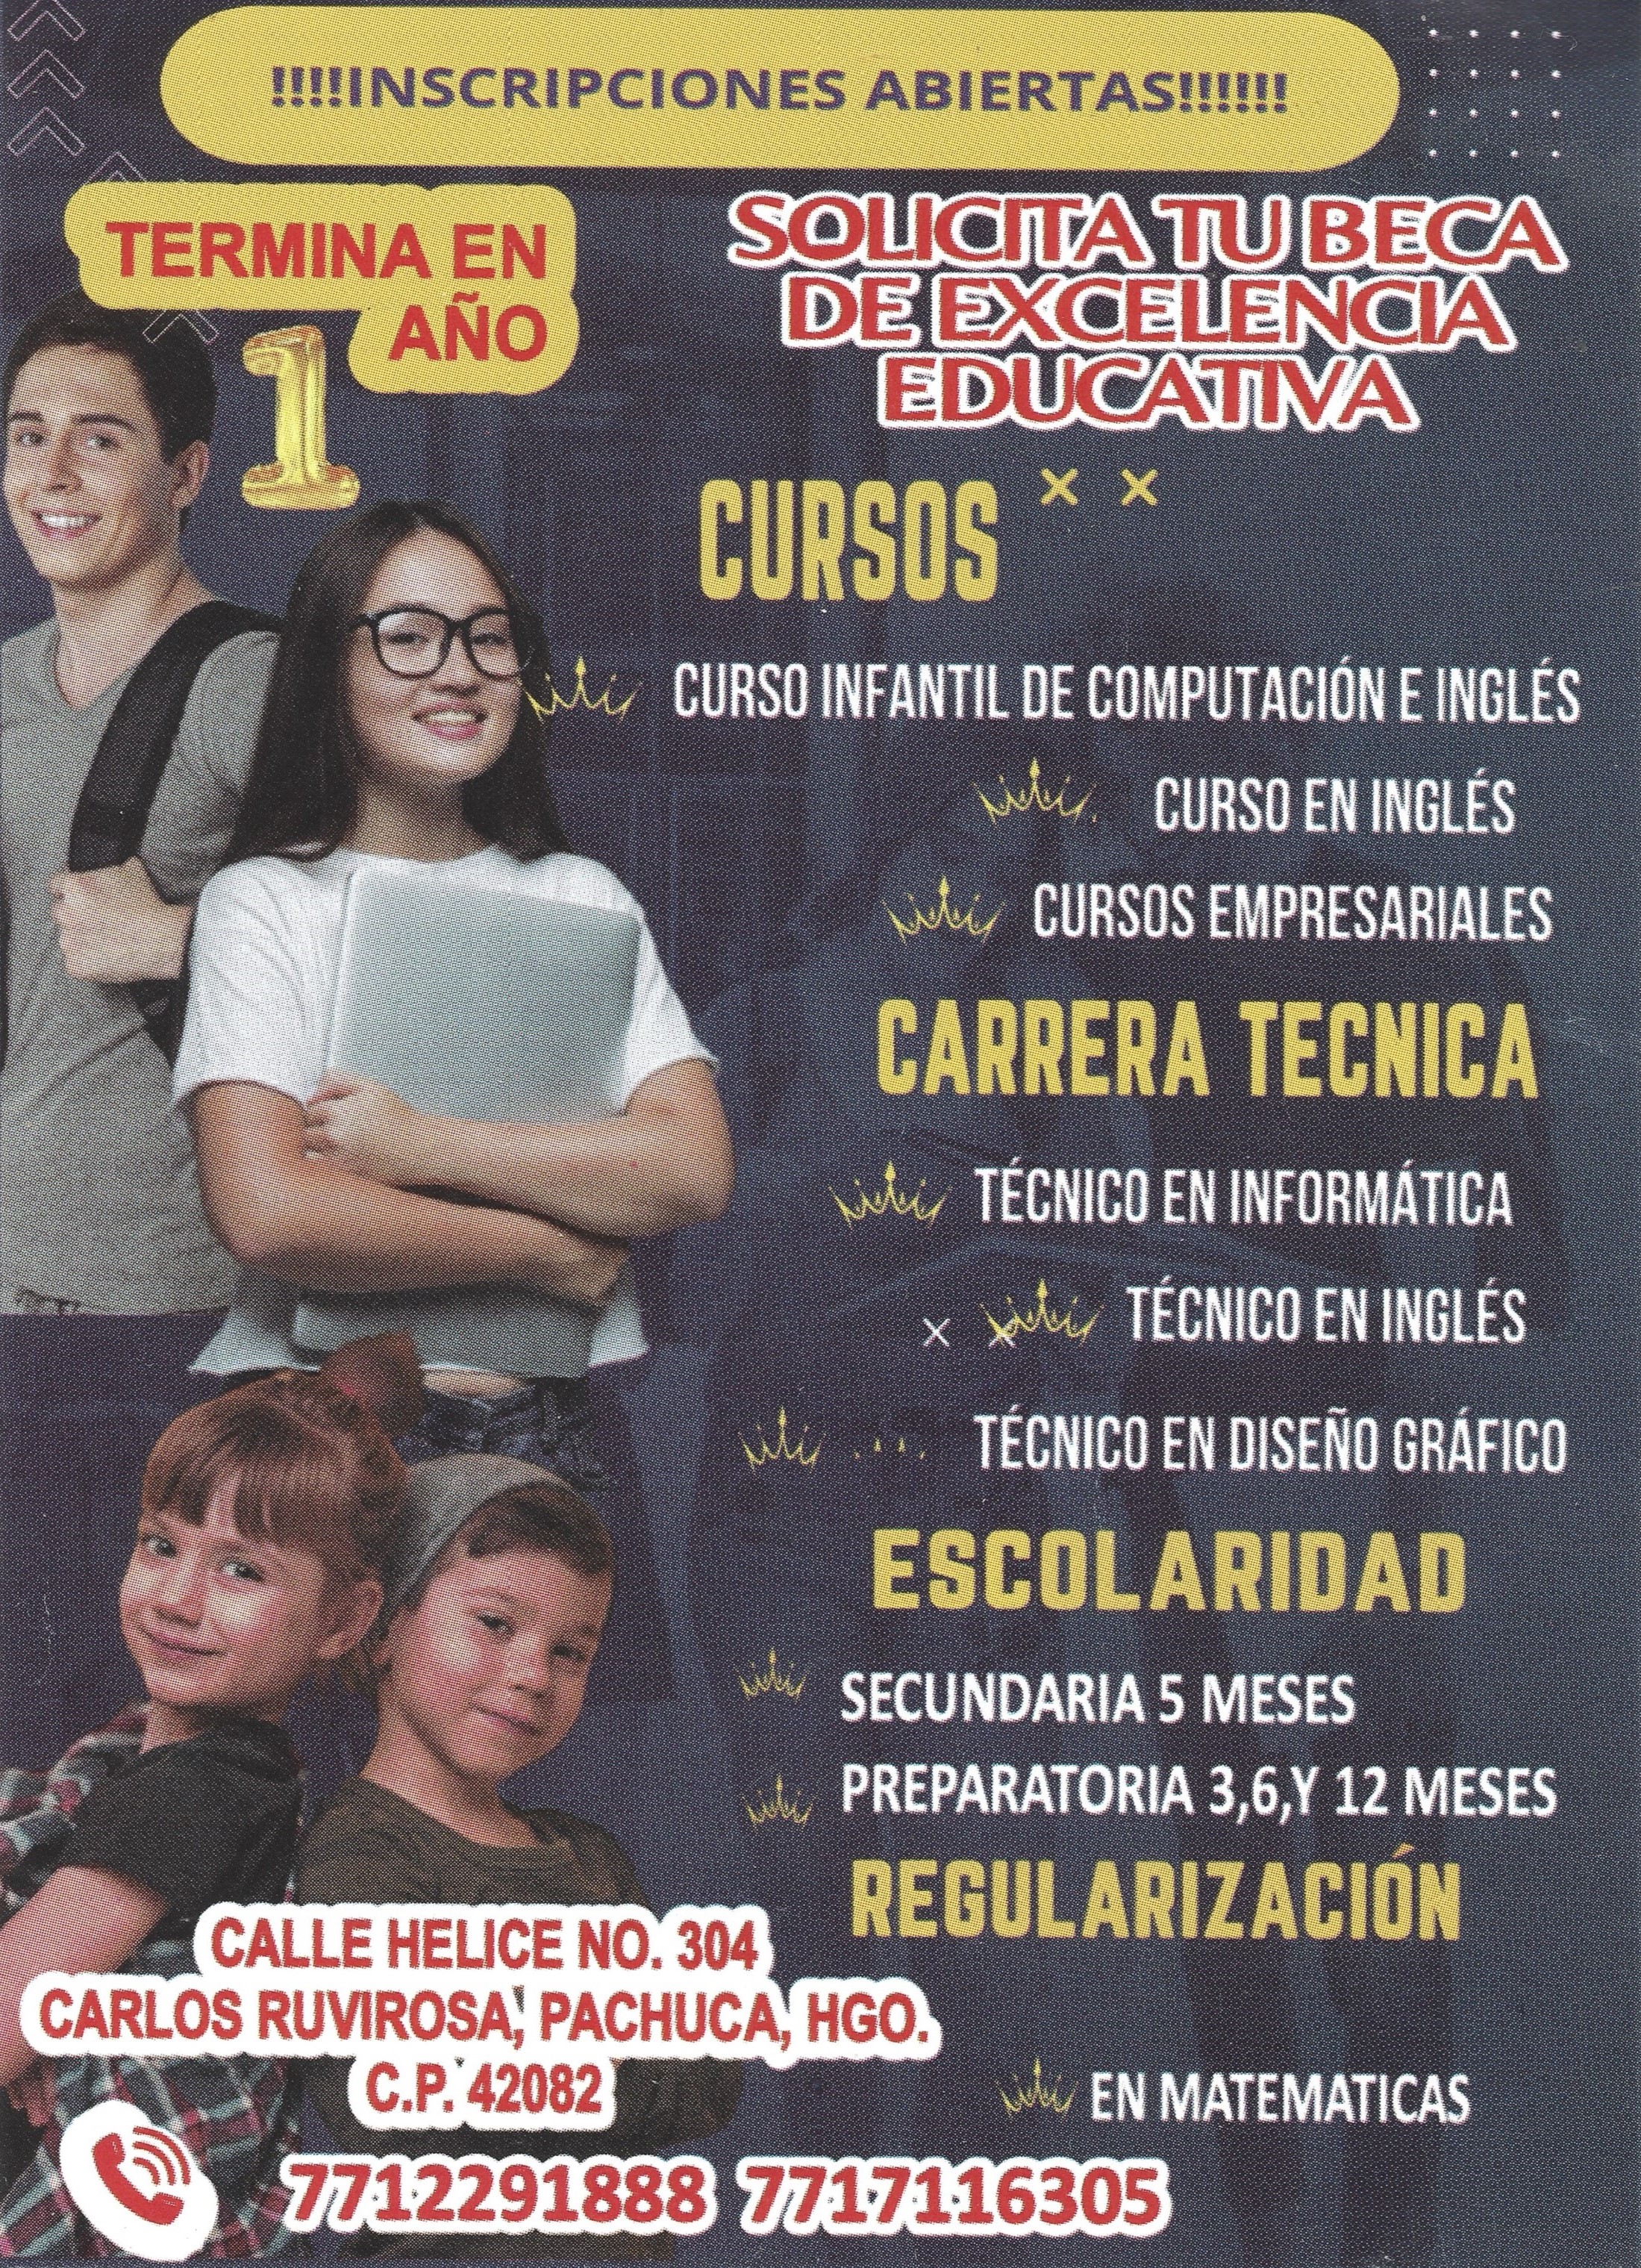 !!!!INSCRIPCIONES ABIERTAS!!!!!!
TERMINA EN
1 AÑO
SOLICITA TU BECA
DE EXCELENCIA
EDUCATIVA
CURSOS
CURSO INFANTIL DE COMPUTACIÓN E INGLÉS
CURSO EN INGLÉS
CURSOS EMPRESARIALES
CARRERA TECNICA
TÉCNICO EN INFORMÁTICA
TÉCNICO EN INGLÉS
TÉCNICO EN DISEÑO GRÁFICO
ESCOLARIDAD
SECUNDARIA 5 MESES
PREPARATORIA 3,6,Y 12 MESES
REGULARIZACIÓN
EN MATEMATICAS
CALLE HELICE NO. 304
CARLOS RUVIROSA, PACHUCA, HGO.
C.P. 42082
7712291888 7717116305